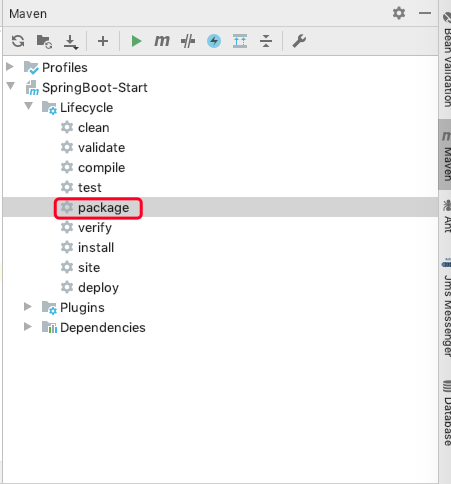 Maven
Profiles
SpringBoot-Start
Lifecycle
clean
validate
compile
test
package
verify
install
site
deploy
Plugins
Dependencies
Bean Validation
Maven
Ant
Jms Messenger
Database